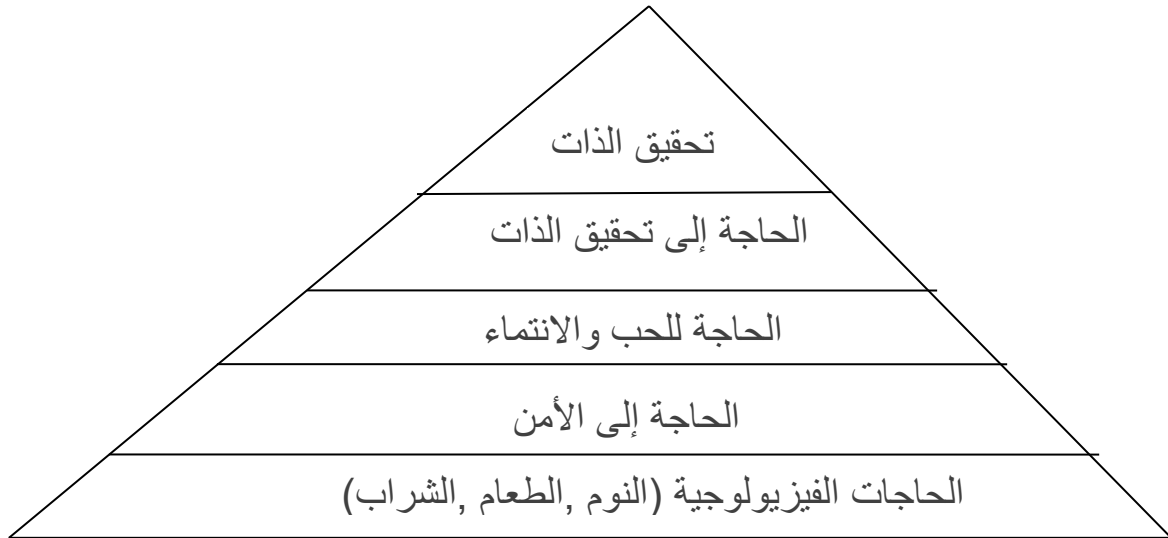 تحقيق الذات
الحاجة إلى تحقيق الذات
الحاجة للحب والانتماء
الحاجة إلى الأمن
الحاجات الفيزيولوجية (النوم ,الطعام ,الشراب)